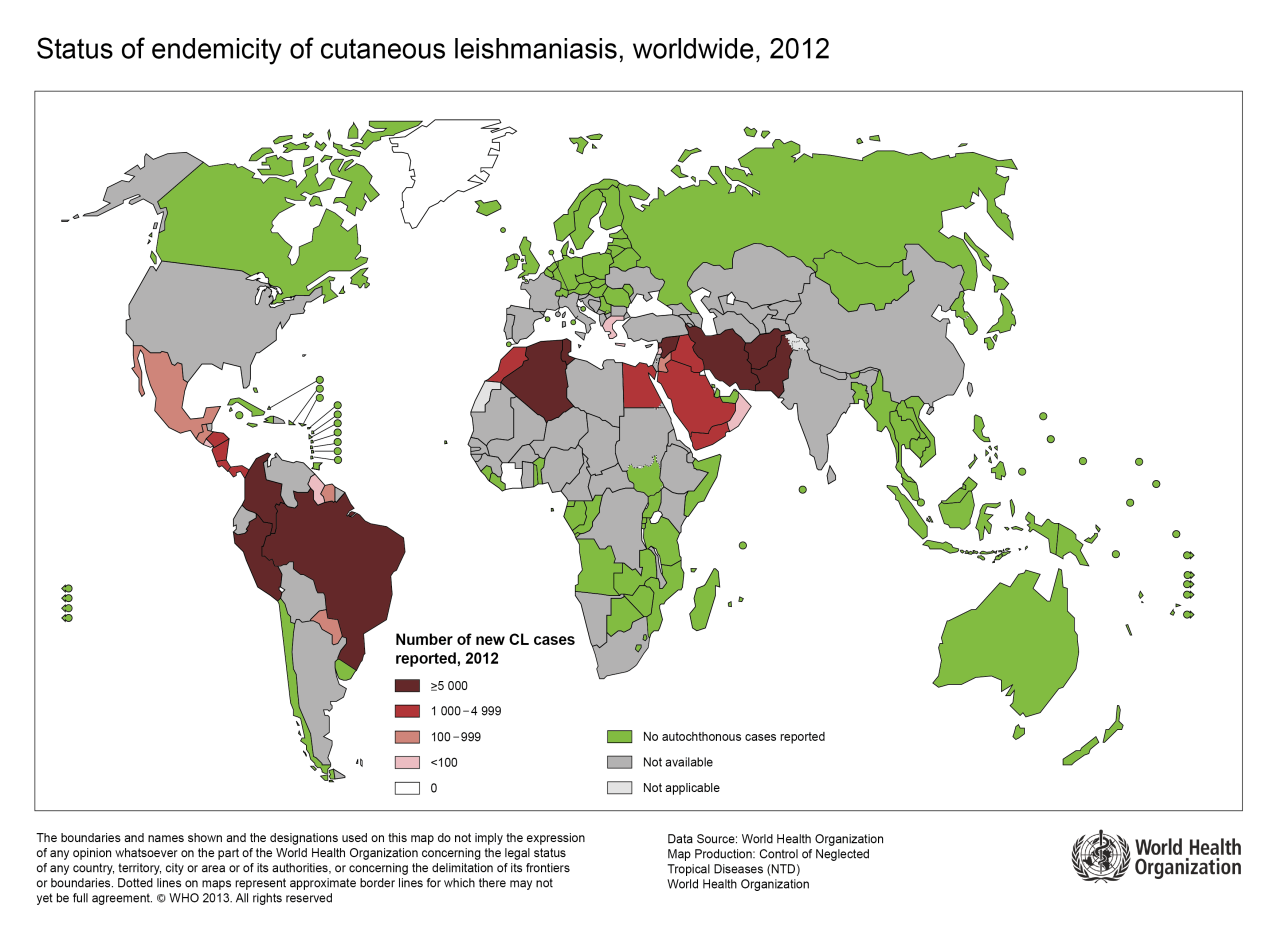 Status of endemicity of cutaneous leishmaniasis, worldwide, 2012
Number of new CL cases
reported, 2012
≥5 000
1 000–4 999
100–999
<100
0
No autochthonous cases reported
Not available
Not applicable
The boundaries and names shown and the designations used on this map do not imply the expression
of any opinion whatsoever on the part of the World Health Organization concerning the legal status
of any country, territory, city or area or of its authorities, or concerning the delimitation of its frontiers
or boundaries. Dotted lines on maps represent approximate border lines for which there may not
yet be full agreement. © WHO 2013. All rights reserved
Data Source: World Health Organization
Map Production: Control of Neglected
Tropical Diseases (NTD)
World Health Organization
World Health
Organization